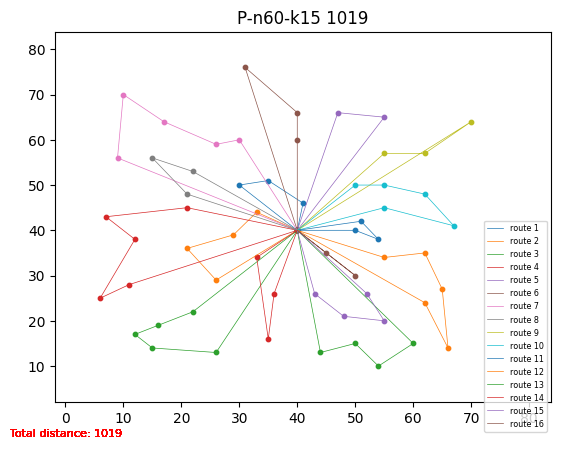 P-n60-k15 1019
80
70
60
50
40
30
20
10
0 10 20 30 40 50 60 70 80
route 1
route 2
route 3
route 4
route 5
route 6
route 7
route 8
route 9
route 10
route 11
route 12
route 13
route 14
route 15
route 16
Total distance: 1019